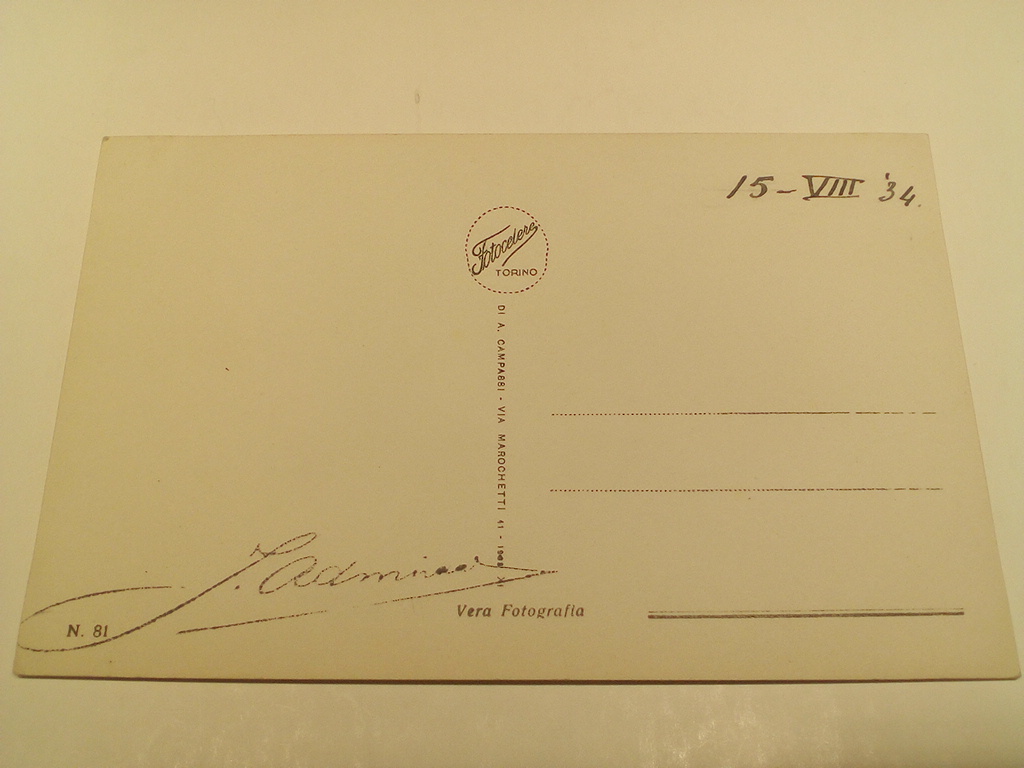 15-VIII '34.
Fotocelere
TORINO
DI A. CAMPASSI - VIA MAROCHETTI 41 -
N. 81
Vera Fotografia